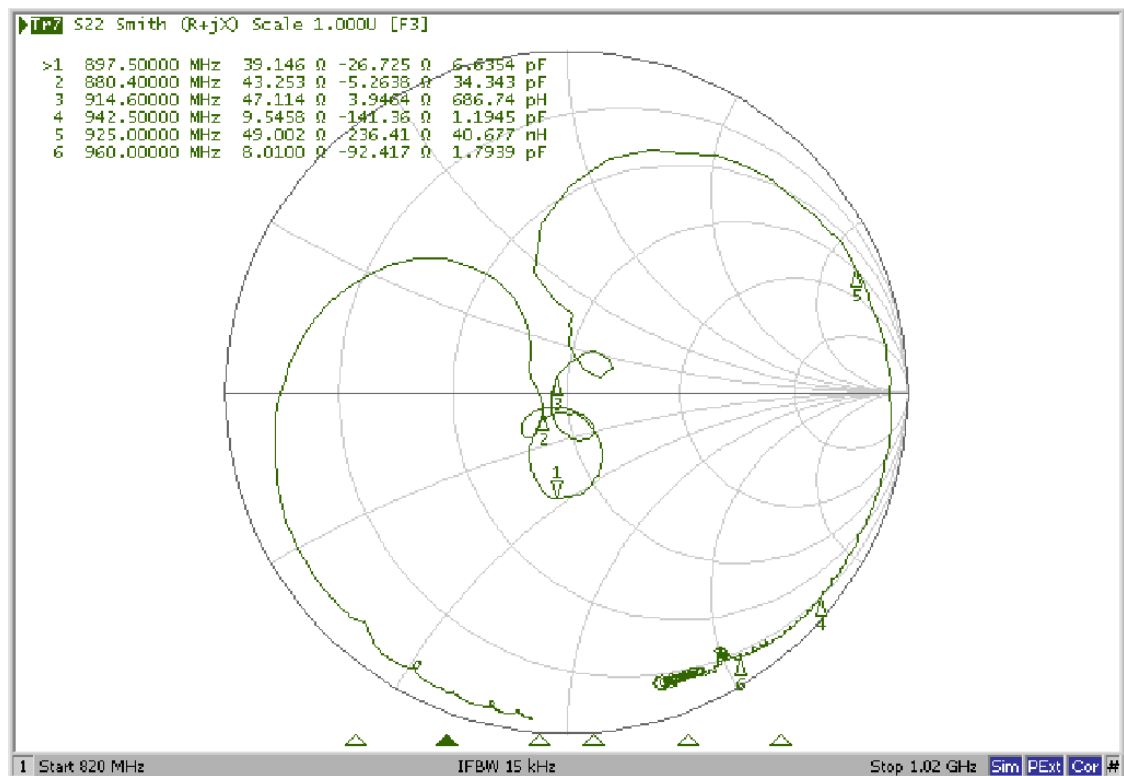 Tr7 S22 Smith (R+jX) Scale 1.000U [F3]
>1 897.50000 MHz 39.146 Ω -26.725 Ω 6.6354 pF
2 880.40000 MHz 43.253 Ω -5.2638 Ω 34.343 pF
3 914.60000 MHz 47.114 Ω 3.9464 Ω 686.74 pH
4 942.50000 MHz 9.5458 Ω -141.36 Ω 1.1945 pF
5 925.00000 MHz 49.002 Ω 236.41 Ω 40.677 nH
6 960.00000 MHz 8.0100 Ω -92.417 Ω 1.7939 pF
5
3
2
1
4
6
1 Start 820 MHz IFBW 15 kHz Stop 1.02 GHz Sim PExt Cor #